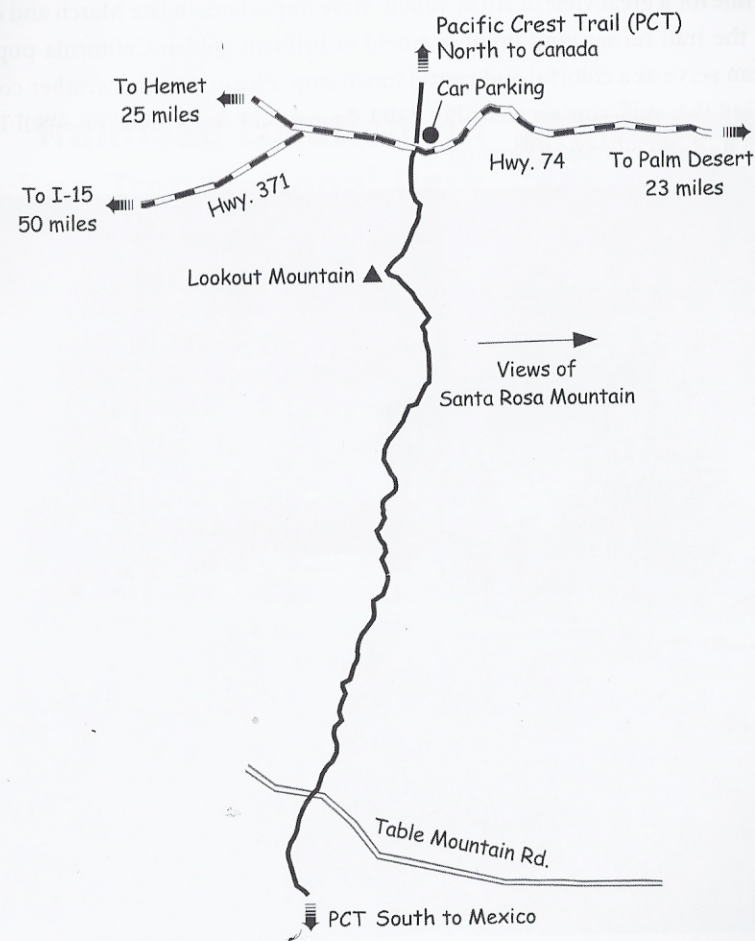 Pacific Crest Trail (PCT)
North to Canada
To Hemet
25 miles
Car Parking
Hwy. 74
To Palm Desert
23 miles
To I-15
50 miles
Hwy. 371
Lookout Mountain
Views of
Santa Rosa Mountain
Table Mountain Rd.
PCT South to Mexico